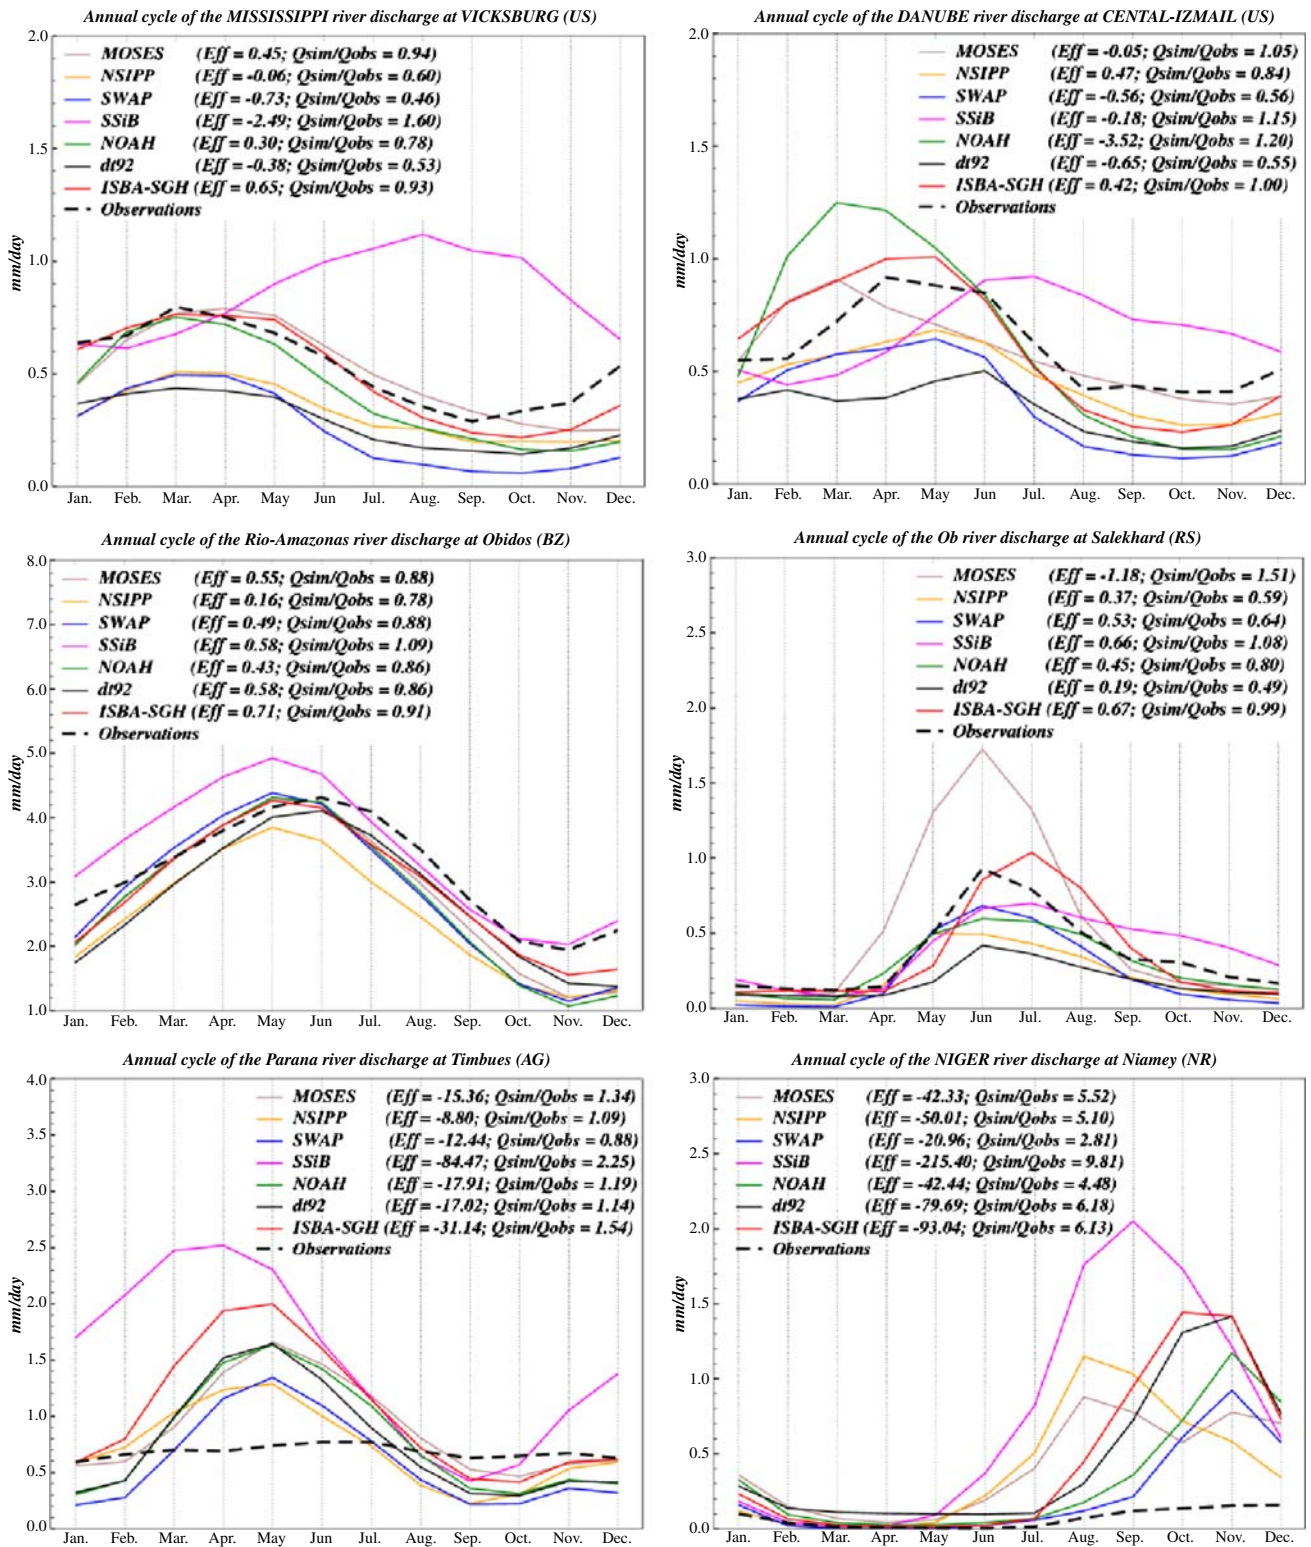 Annual cycle of the MISSISSIPPI river discharge at VICKSBURG (US)
2.0
1.5
1.0
0.5
0.0
mm/day
MOSES (Eff = 0.45; Qsim/Qobs = 0.94)
NSIPP (Eff = -0.06; Qsim/Qobs = 0.60)
SWAP (Eff = -0.73; Qsim/Qobs = 0.46)
SSiB (Eff = -2.49; Qsim/Qobs = 1.60)
NOAH (Eff = 0.30; Qsim/Qobs = 0.78)
dt92 (Eff = -0.38; Qsim/Qobs = 0.53)
ISBA-SGH (Eff = 0.65; Qsim/Qobs = 0.93)
Observations
Jan. Feb. Mar. Apr. May Jun Jul. Aug. Sep. Oct. Nov. Dec.
Annual cycle of the DANUBE river discharge at CENTAL-IZMAIL (US)
2.0
1.5
1.0
0.5
0.0
mm/day
MOSES (Eff = -0.05; Qsim/Qobs = 1.05)
NSIPP (Eff = 0.47; Qsim/Qobs = 0.84)
SWAP (Eff = -0.56; Qsim/Qobs = 0.56)
SSiB (Eff = -0.18; Qsim/Qobs = 1.15)
NOAH (Eff = -3.52; Qsim/Qobs = 1.20)
dt92 (Eff = -0.65; Qsim/Qobs = 0.55)
ISBA-SGH (Eff = 0.42; Qsim/Qobs = 1.00)
Observations
Jan. Feb. Mar. Apr. May Jun Jul. Aug. Sep. Oct. Nov. Dec.
Annual cycle of the Rio-Amazonas river discharge at Obidos (BZ)
8.0
7.0
6.0
5.0
4.0
3.0
2.0
1.0
mm/day
MOSES (Eff = 0.55; Qsim/Qobs = 0.88)
NSIPP (Eff = 0.16; Qsim/Qobs = 0.78)
SWAP (Eff = 0.49; Qsim/Qobs = 0.88)
SSiB (Eff = 0.58; Qsim/Qobs = 1.09)
NOAH (Eff = 0.43; Qsim/Qobs = 0.86)
dt92 (Eff = 0.58; Qsim/Qobs = 0.86)
ISBA-SGH (Eff = 0.71; Qsim/Qobs = 0.91)
Observations
Jan. Feb. Mar. Apr. May Jun Jul. Aug. Sep. Oct. Nov. Dec.
Annual cycle of the Ob river discharge at Salekhard (RS)
3.0
2.5
2.0
1.5
1.0
0.5
0.0
mm/day
MOSES (Eff = -1.18; Qsim/Qobs = 1.51)
NSIPP (Eff = 0.37; Qsim/Qobs = 0.59)
SWAP (Eff = 0.53; Qsim/Qobs = 0.64)
SSiB (Eff = 0.66; Qsim/Qobs = 1.08)
NOAH (Eff = 0.45; Qsim/Qobs = 0.80)
dt92 (Eff = 0.19; Qsim/Qobs = 0.49)
ISBA-SGH (Eff = 0.67; Qsim/Qobs = 0.99)
Observations
Jan. Feb. Mar. Apr. May Jun Jul. Aug. Sep. Oct. Nov. Dec.
Annual cycle of the Parana river discharge at Timbues (AG)
4.0
3.5
3.0
2.5
2.0
1.5
1.0
0.5
0.0
mm/day
MOSES (Eff = -15.36; Qsim/Qobs = 1.34)
NSIPP (Eff = -8.80; Qsim/Qobs = 1.09)
SWAP (Eff = -12.44; Qsim/Qobs = 0.88)
SSiB (Eff = -84.47; Qsim/Qobs = 2.25)
NOAH (Eff = -17.91; Qsim/Qobs = 1.19)
dt92 (Eff = -17.02; Qsim/Qobs = 1.14)
ISBA-SGH (Eff = -31.14; Qsim/Qobs = 1.54)
Observations
Jan. Feb. Mar. Apr. May Jun Jul. Aug. Sep. Oct. Nov. Dec.
Annual cycle of the NIGER river discharge at Niamey (NR)
3.0
2.5
2.0
1.5
1.0
0.5
0.0
mm/day
MOSES (Eff = -42.33; Qsim/Qobs = 5.52)
NSIPP (Eff = -50.01; Qsim/Qobs = 5.10)
SWAP (Eff = -20.96; Qsim/Qobs = 2.81)
SSiB (Eff = -215.40; Qsim/Qobs = 9.81)
NOAH (Eff = -42.44; Qsim/Qobs = 4.48)
dt92 (Eff = -79.69; Qsim/Qobs = 6.18)
ISBA-SGH (Eff = -93.04; Qsim/Qobs = 6.13)
Observations
Jan. Feb. Mar. Apr. May Jun Jul. Aug. Sep. Oct. Nov. Dec.